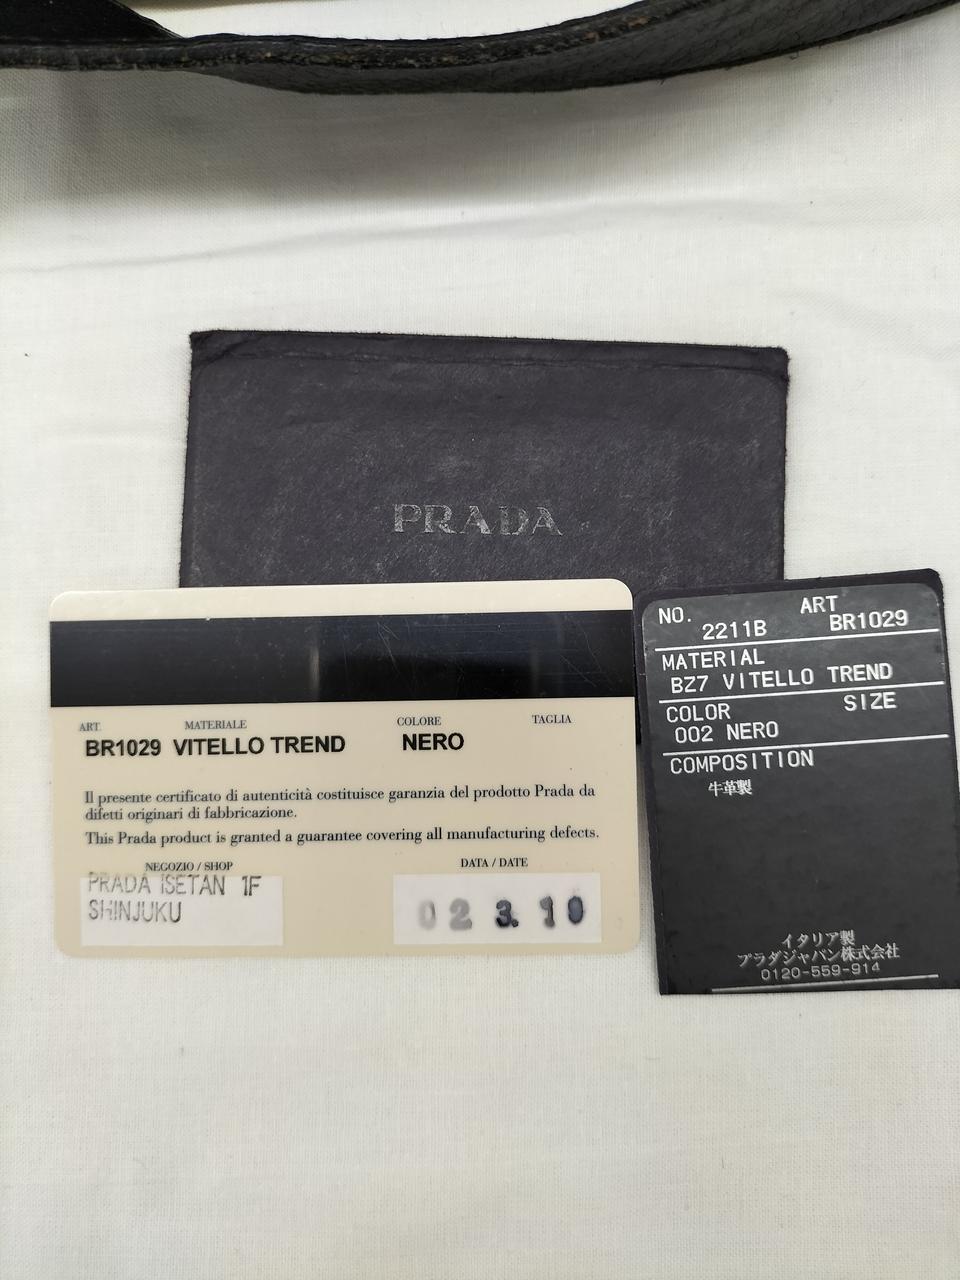 PRADA
ART. MATERIALE COLORE TAGLIA
BR1029 VITELLO TREND NERO
Il presente certificato di autenticità costituisce garanzia del prodotto Prada da
difetti originari di fabbricazione.
This Prada product is granted a guarantee covering all manufacturing defects.
NEGOZIO / SHOP DATA / DATE
PRADA ISETAN 1F
SHINJUKU
02 3. 10
NO. ART
2211B BR1029
MATERIAL
BZ7 VITELLO TREND
COLOR SIZE
002 NERO
COMPOSITION
牛革製
イタリア製
プラダジャパン株式会社
0120-559-914